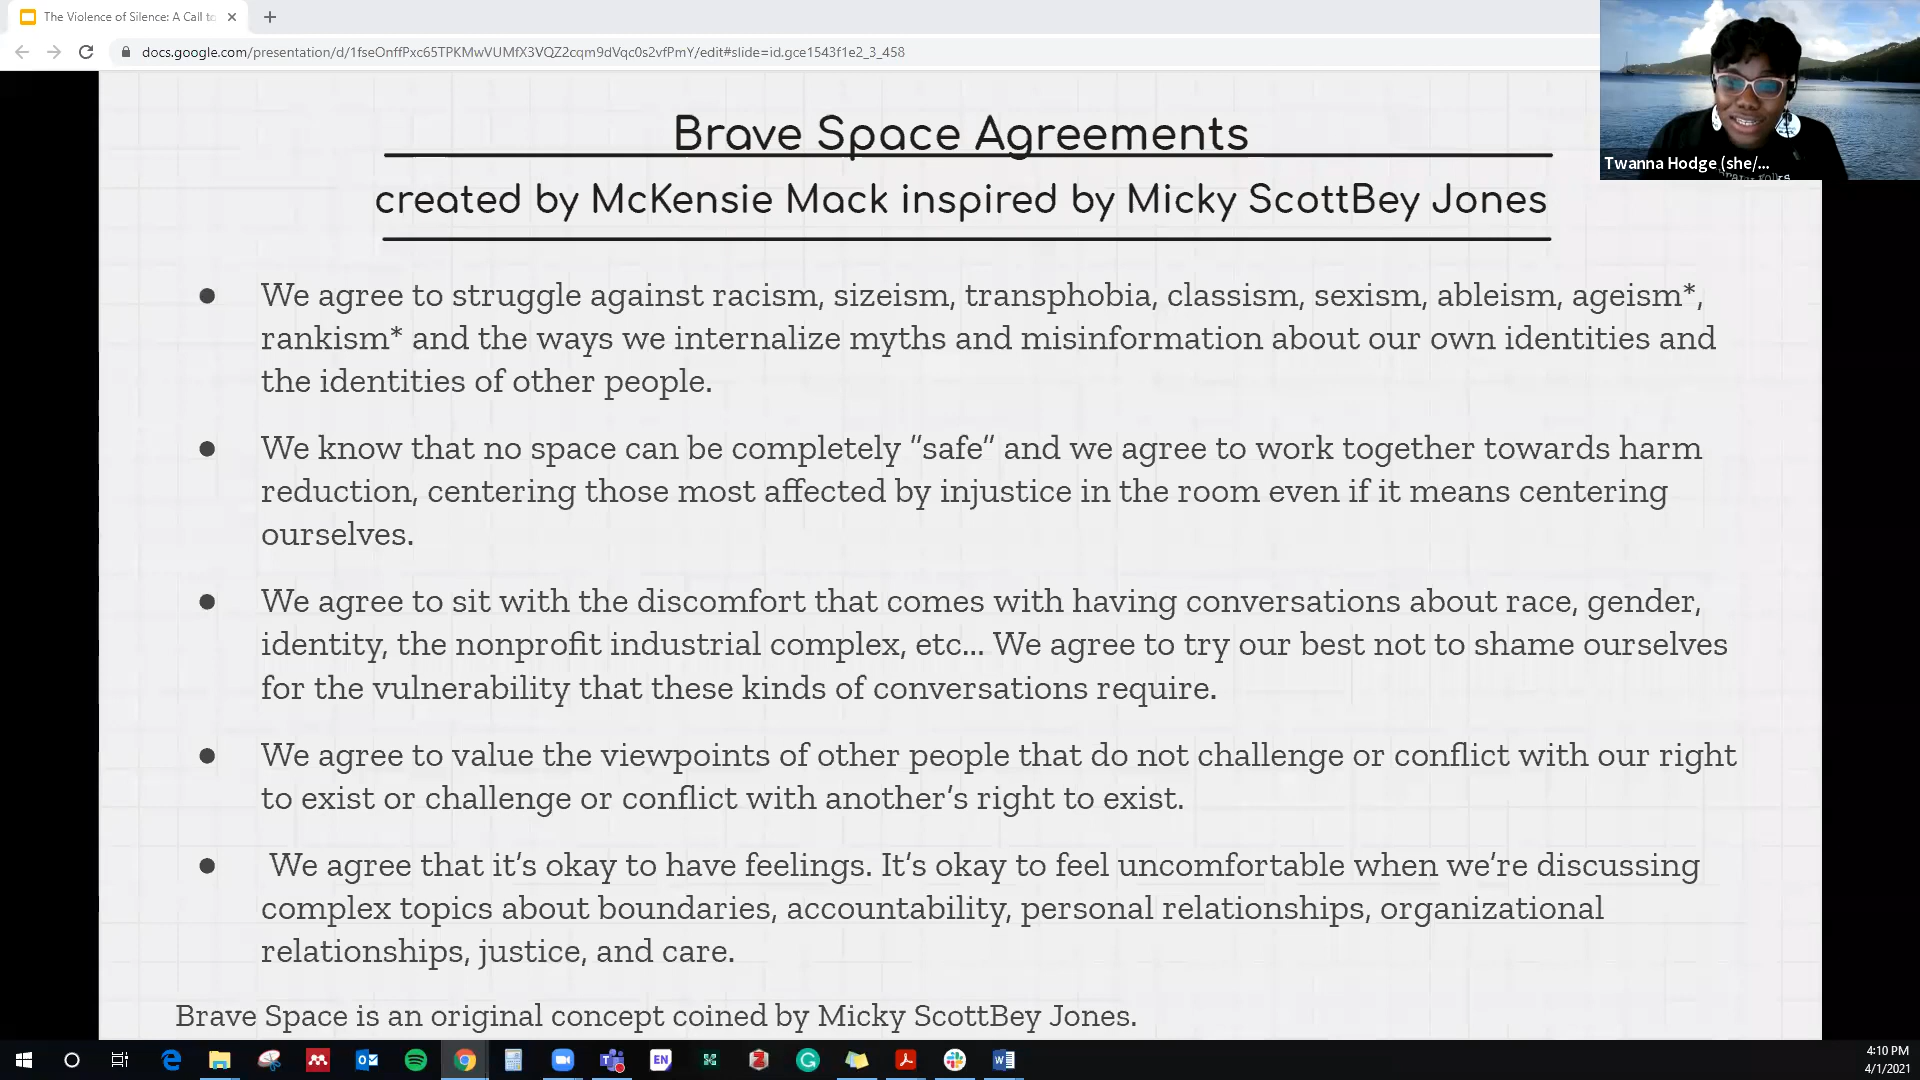 The Violence of Silence: A Call to
docs.google.com/presentation/d/1fseOnffPxc65TPKMwVUMfX3VQZ2cqm9dVqc0s2vfPmY/edit#slide=id.gce1543f1e2_3_458
Twanna Hodge (she/...
Brave Space Agreements
created by McKensie Mack inspired by Micky ScottBey Jones
● We agree to struggle against racism, sizeism, transphobia, classism, sexism, ableism, ageism*,
rankism* and the ways we internalize myths and misinformation about our own identities and
the identities of other people.
● We know that no space can be completely “safe” and we agree to work together towards harm
reduction, centering those most affected by injustice in the room even if it means centering
ourselves.
● We agree to sit with the discomfort that comes with having conversations about race, gender,
identity, the nonprofit industrial complex, etc... We agree to try our best not to shame ourselves
for the vulnerability that these kinds of conversations require.
● We agree to value the viewpoints of other people that do not challenge or conflict with our right
to exist or challenge or conflict with another’s right to exist.
● We agree that it’s okay to have feelings. It’s okay to feel uncomfortable when we’re discussing
complex topics about boundaries, accountability, personal relationships, organizational
relationships, justice, and care.
Brave Space is an original concept coined by Micky ScottBey Jones.
EN
4:10 PM
4/1/2021